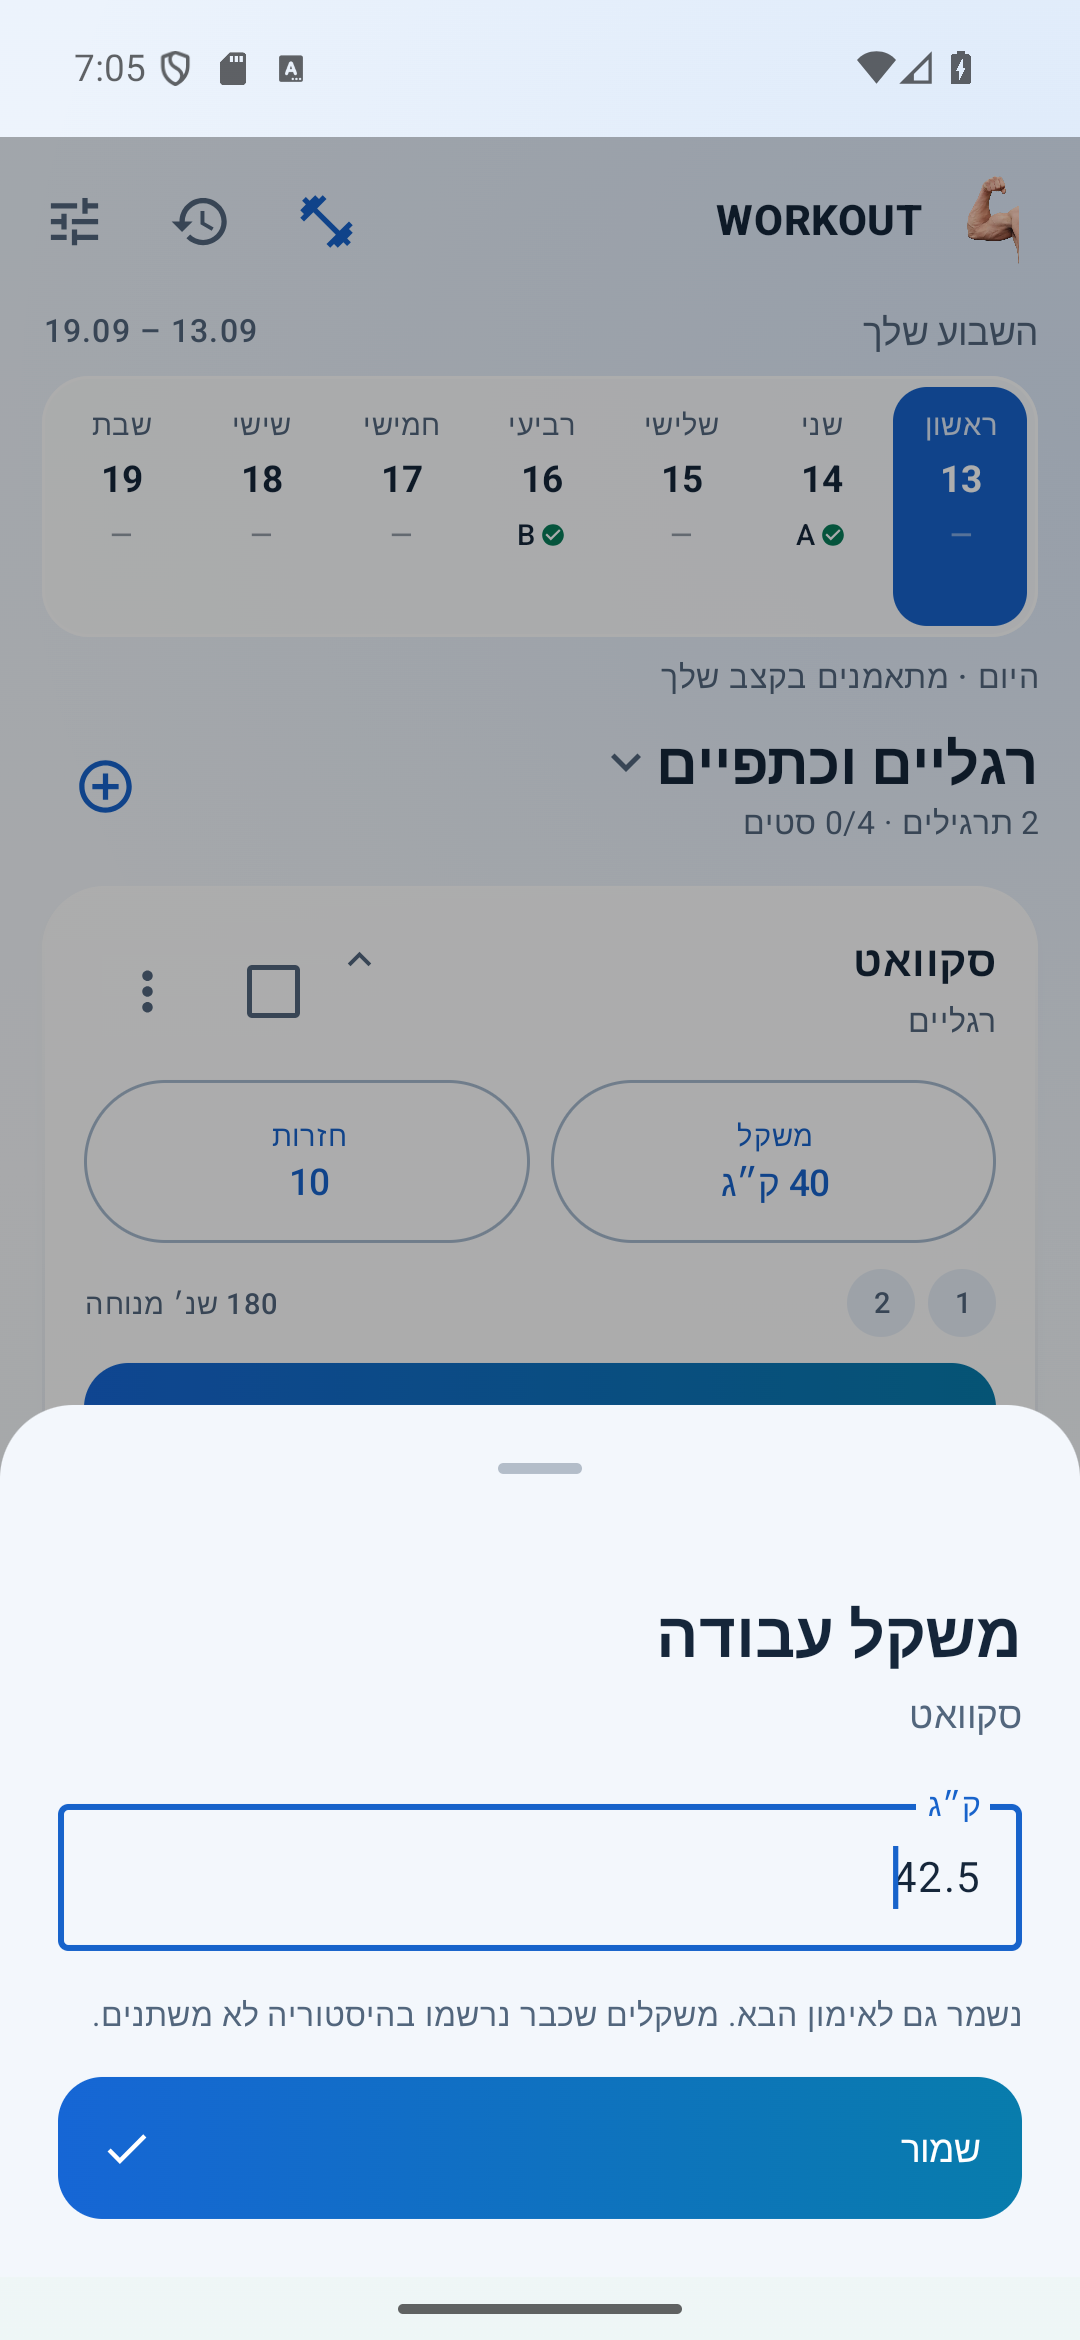 7:05
WORKOUT
השבוע שלך
13.09 – 19.09
ראשון שני שלישי רביעי חמישי שישי שבת
13 14 15 16 17 18 19
– A – B – – –
היום · מתאמנים בקצב שלך
רגליים וכתפיים
2 תרגילים · 0/4 סטים
סקוואט
רגליים
משקל חזרות
40 ק״ג 10
1 2 180 שנ׳ מנוחה
משקל עבודה
סקוואט
ק״ג
42.5
נשמר גם לאימון הבא. משקלים שכבר נרשמו בהיסטוריה לא משתנים.
שמור